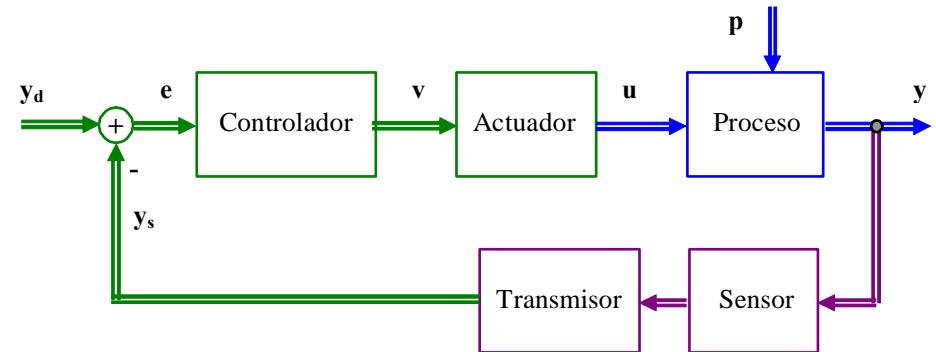 p
y_d
e
v
u
y
+
Controlador
Actuador
Proceso
-
y_s
Transmisor
Sensor